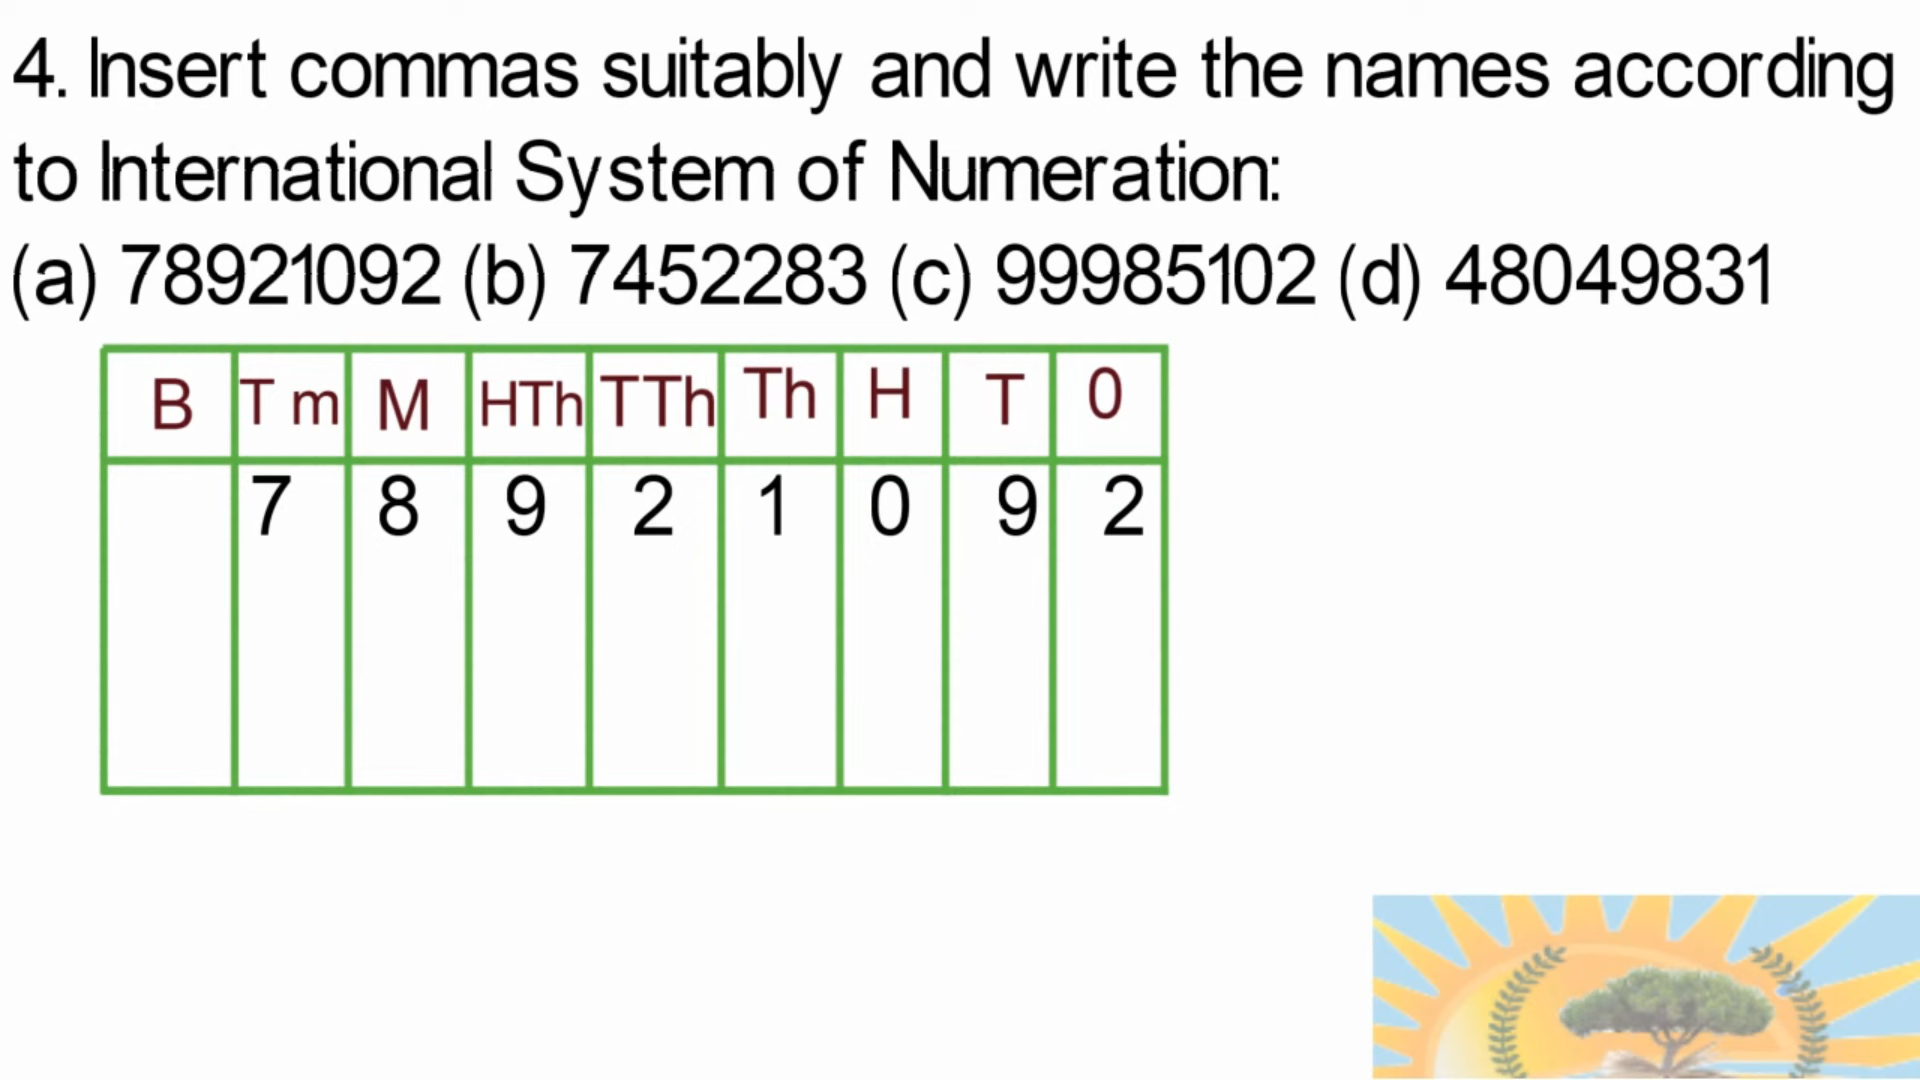 4. Insert commas suitably and write the names according
to International System of Numeration:
(a) 78921092 (b) 7452283 (c) 99985102 (d) 48049831
B T m M HTh TTh Th H T 0
7 8 9 2 1 0 9 2